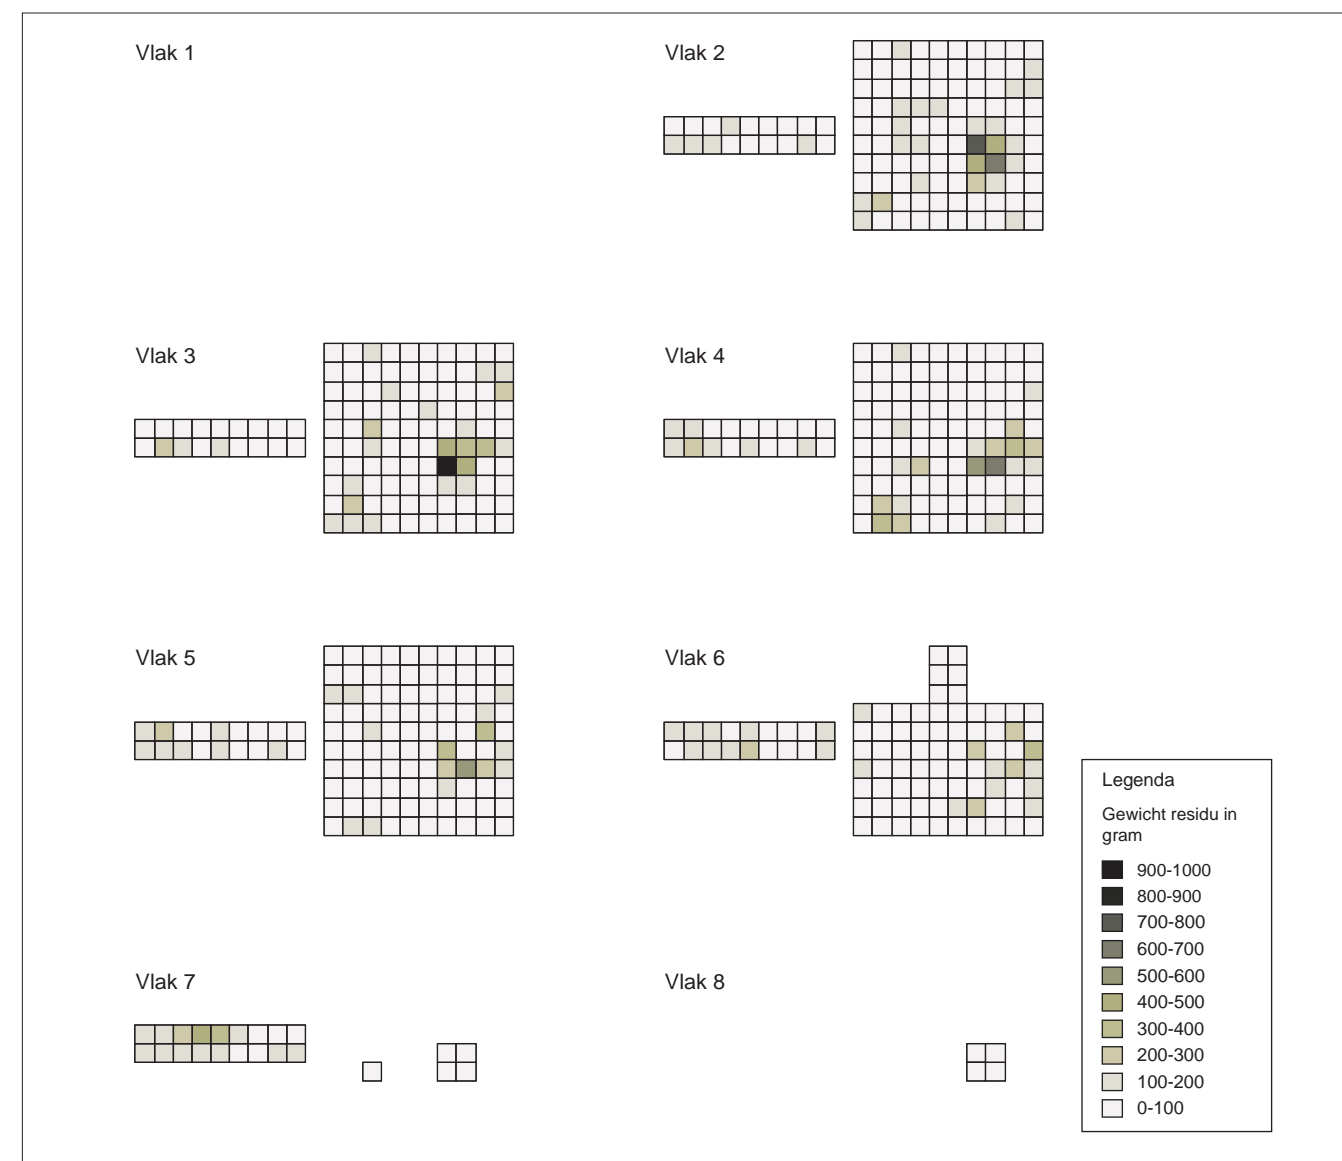 Vlak 1
Vlak 2
Vlak 3
Vlak 4
Vlak 5
Vlak 6
Vlak 7
Vlak 8
Legenda
Gewicht residu in
gram
900-1000
800-900
700-800
600-700
500-600
400-500
300-400
200-300
100-200
0-100